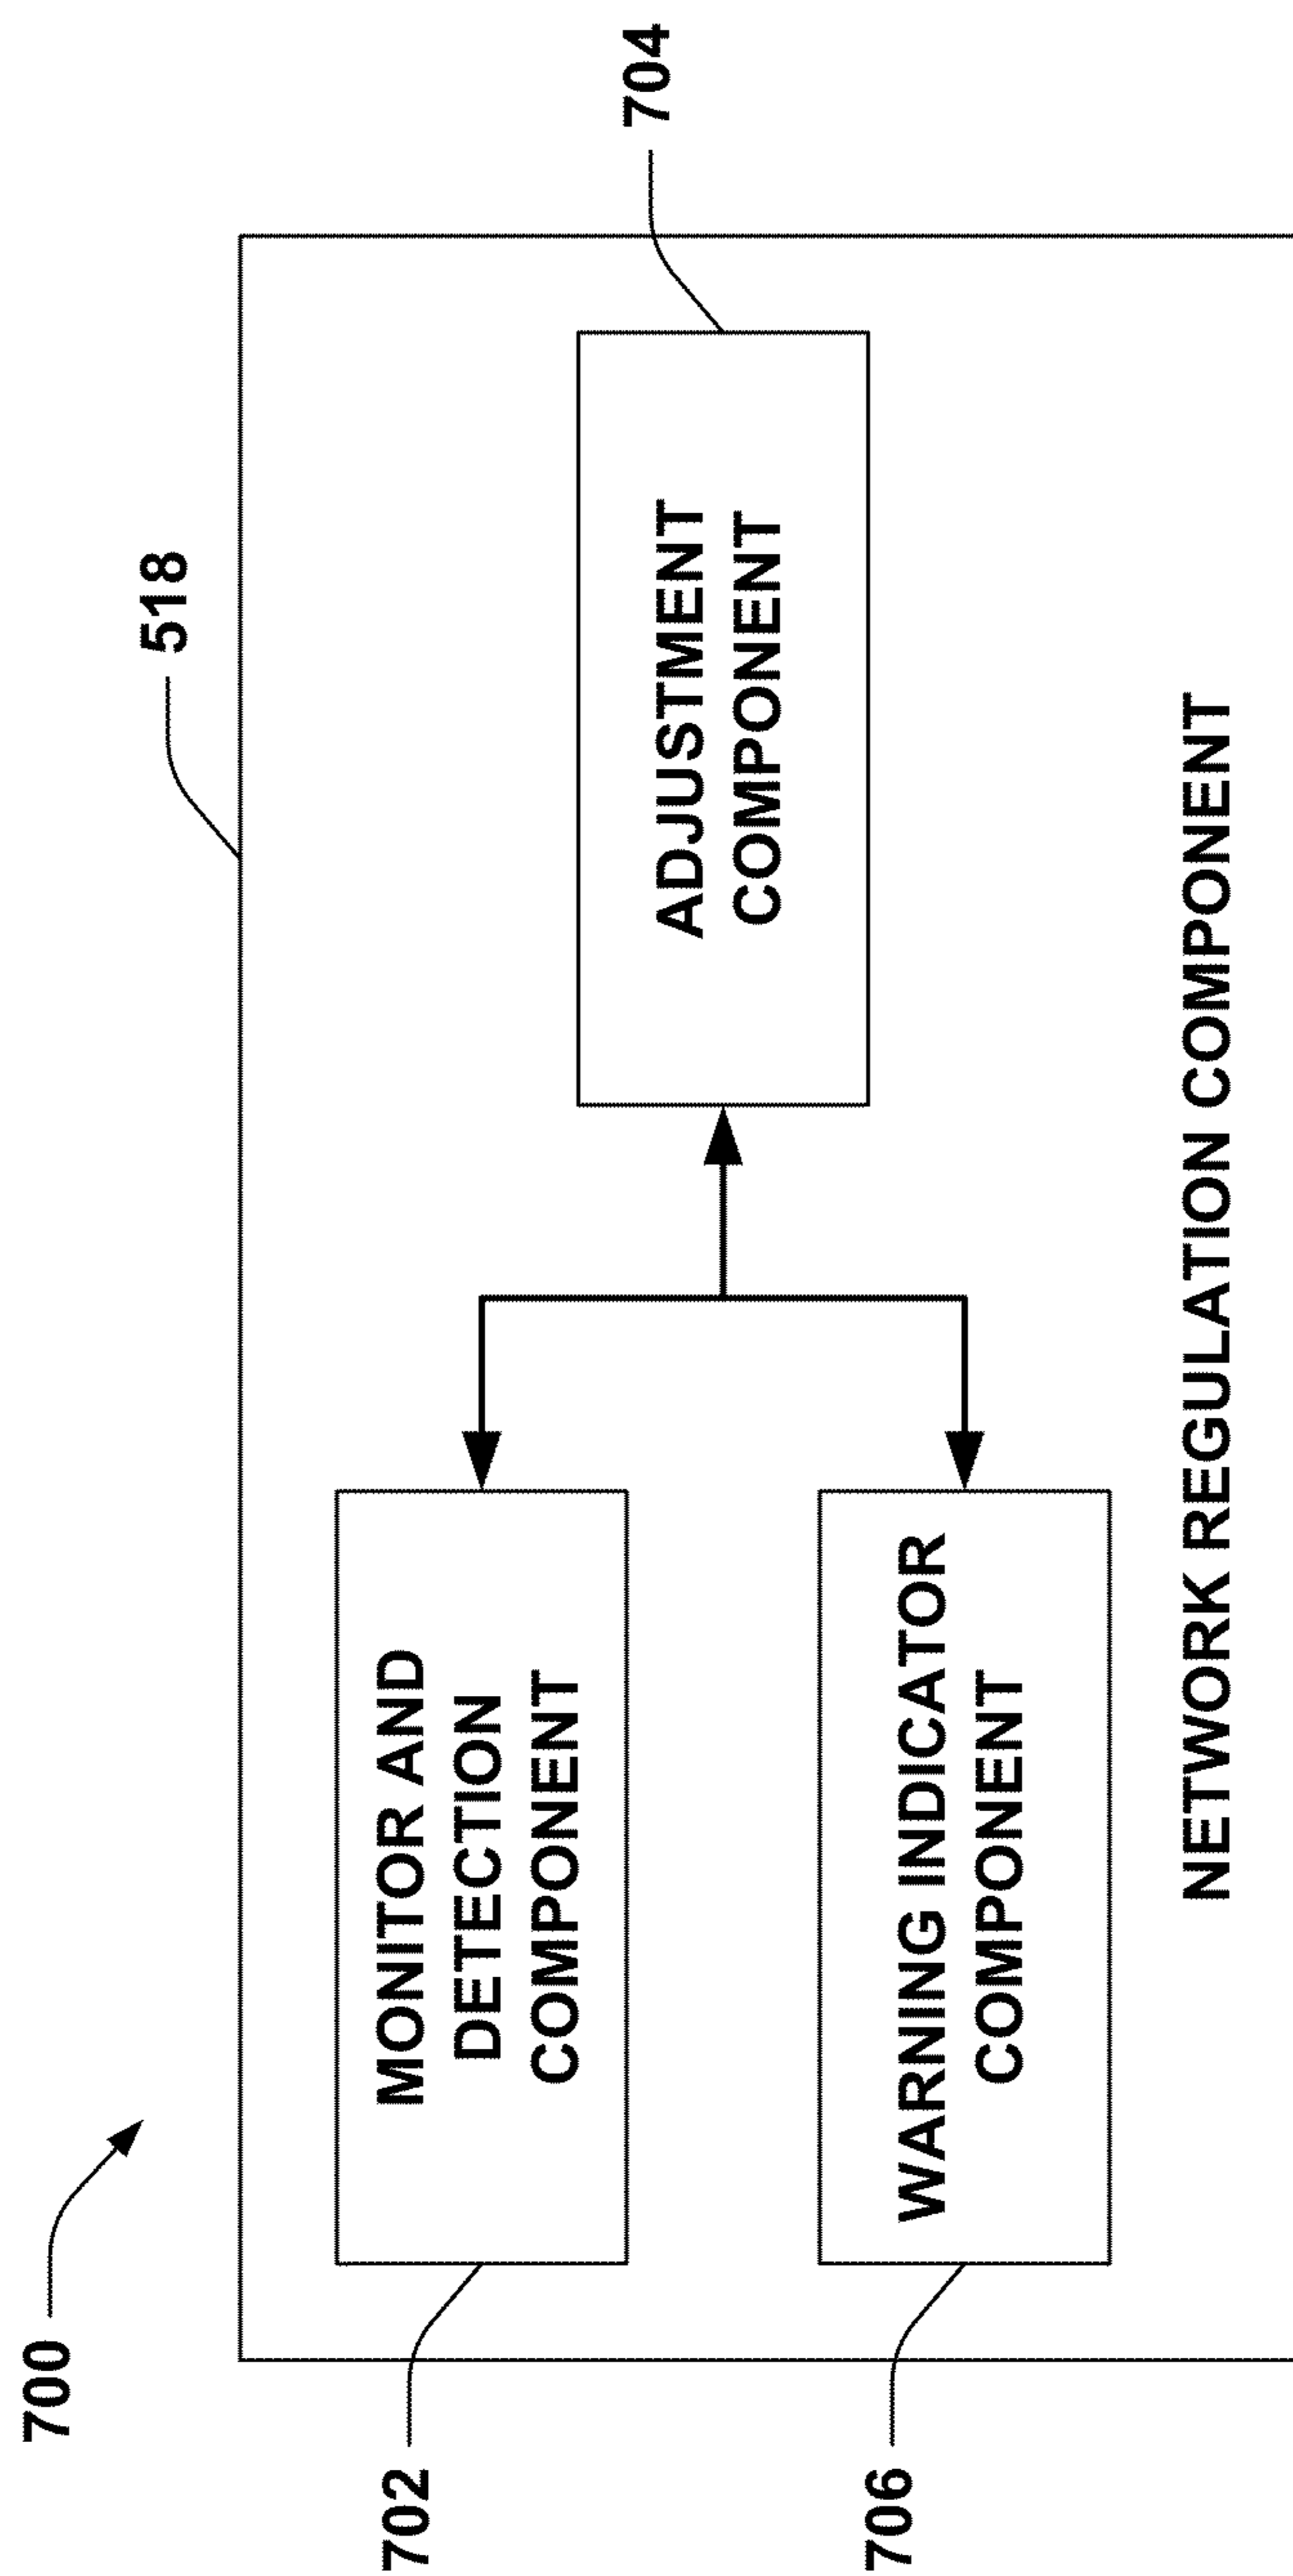 700
518
702
MONITOR AND
DETECTION
COMPONENT
704
ADJUSTMENT
COMPONENT
706
WARNING INDICATOR
COMPONENT
NETWORK REGULATION COMPONENT